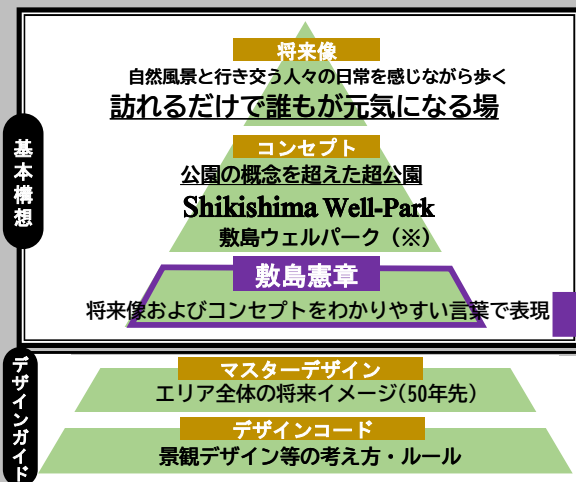 将来像
自然風景と行き交う人々の日常を感じながら歩く
訪れるだけで誰もが元気になる場
コンセプト
公園の概念を超えた超公園
Shikishima Well-Park
敷島ウェルパーク（※）
敷島憲章
将来像およびコンセプトをわかりやすい言葉で表現
基本構想
マスターデザイン
エリア全体の将来イメージ(50年先)
デザインコード
景観デザイン等の考え方・ルール
デザインガイド